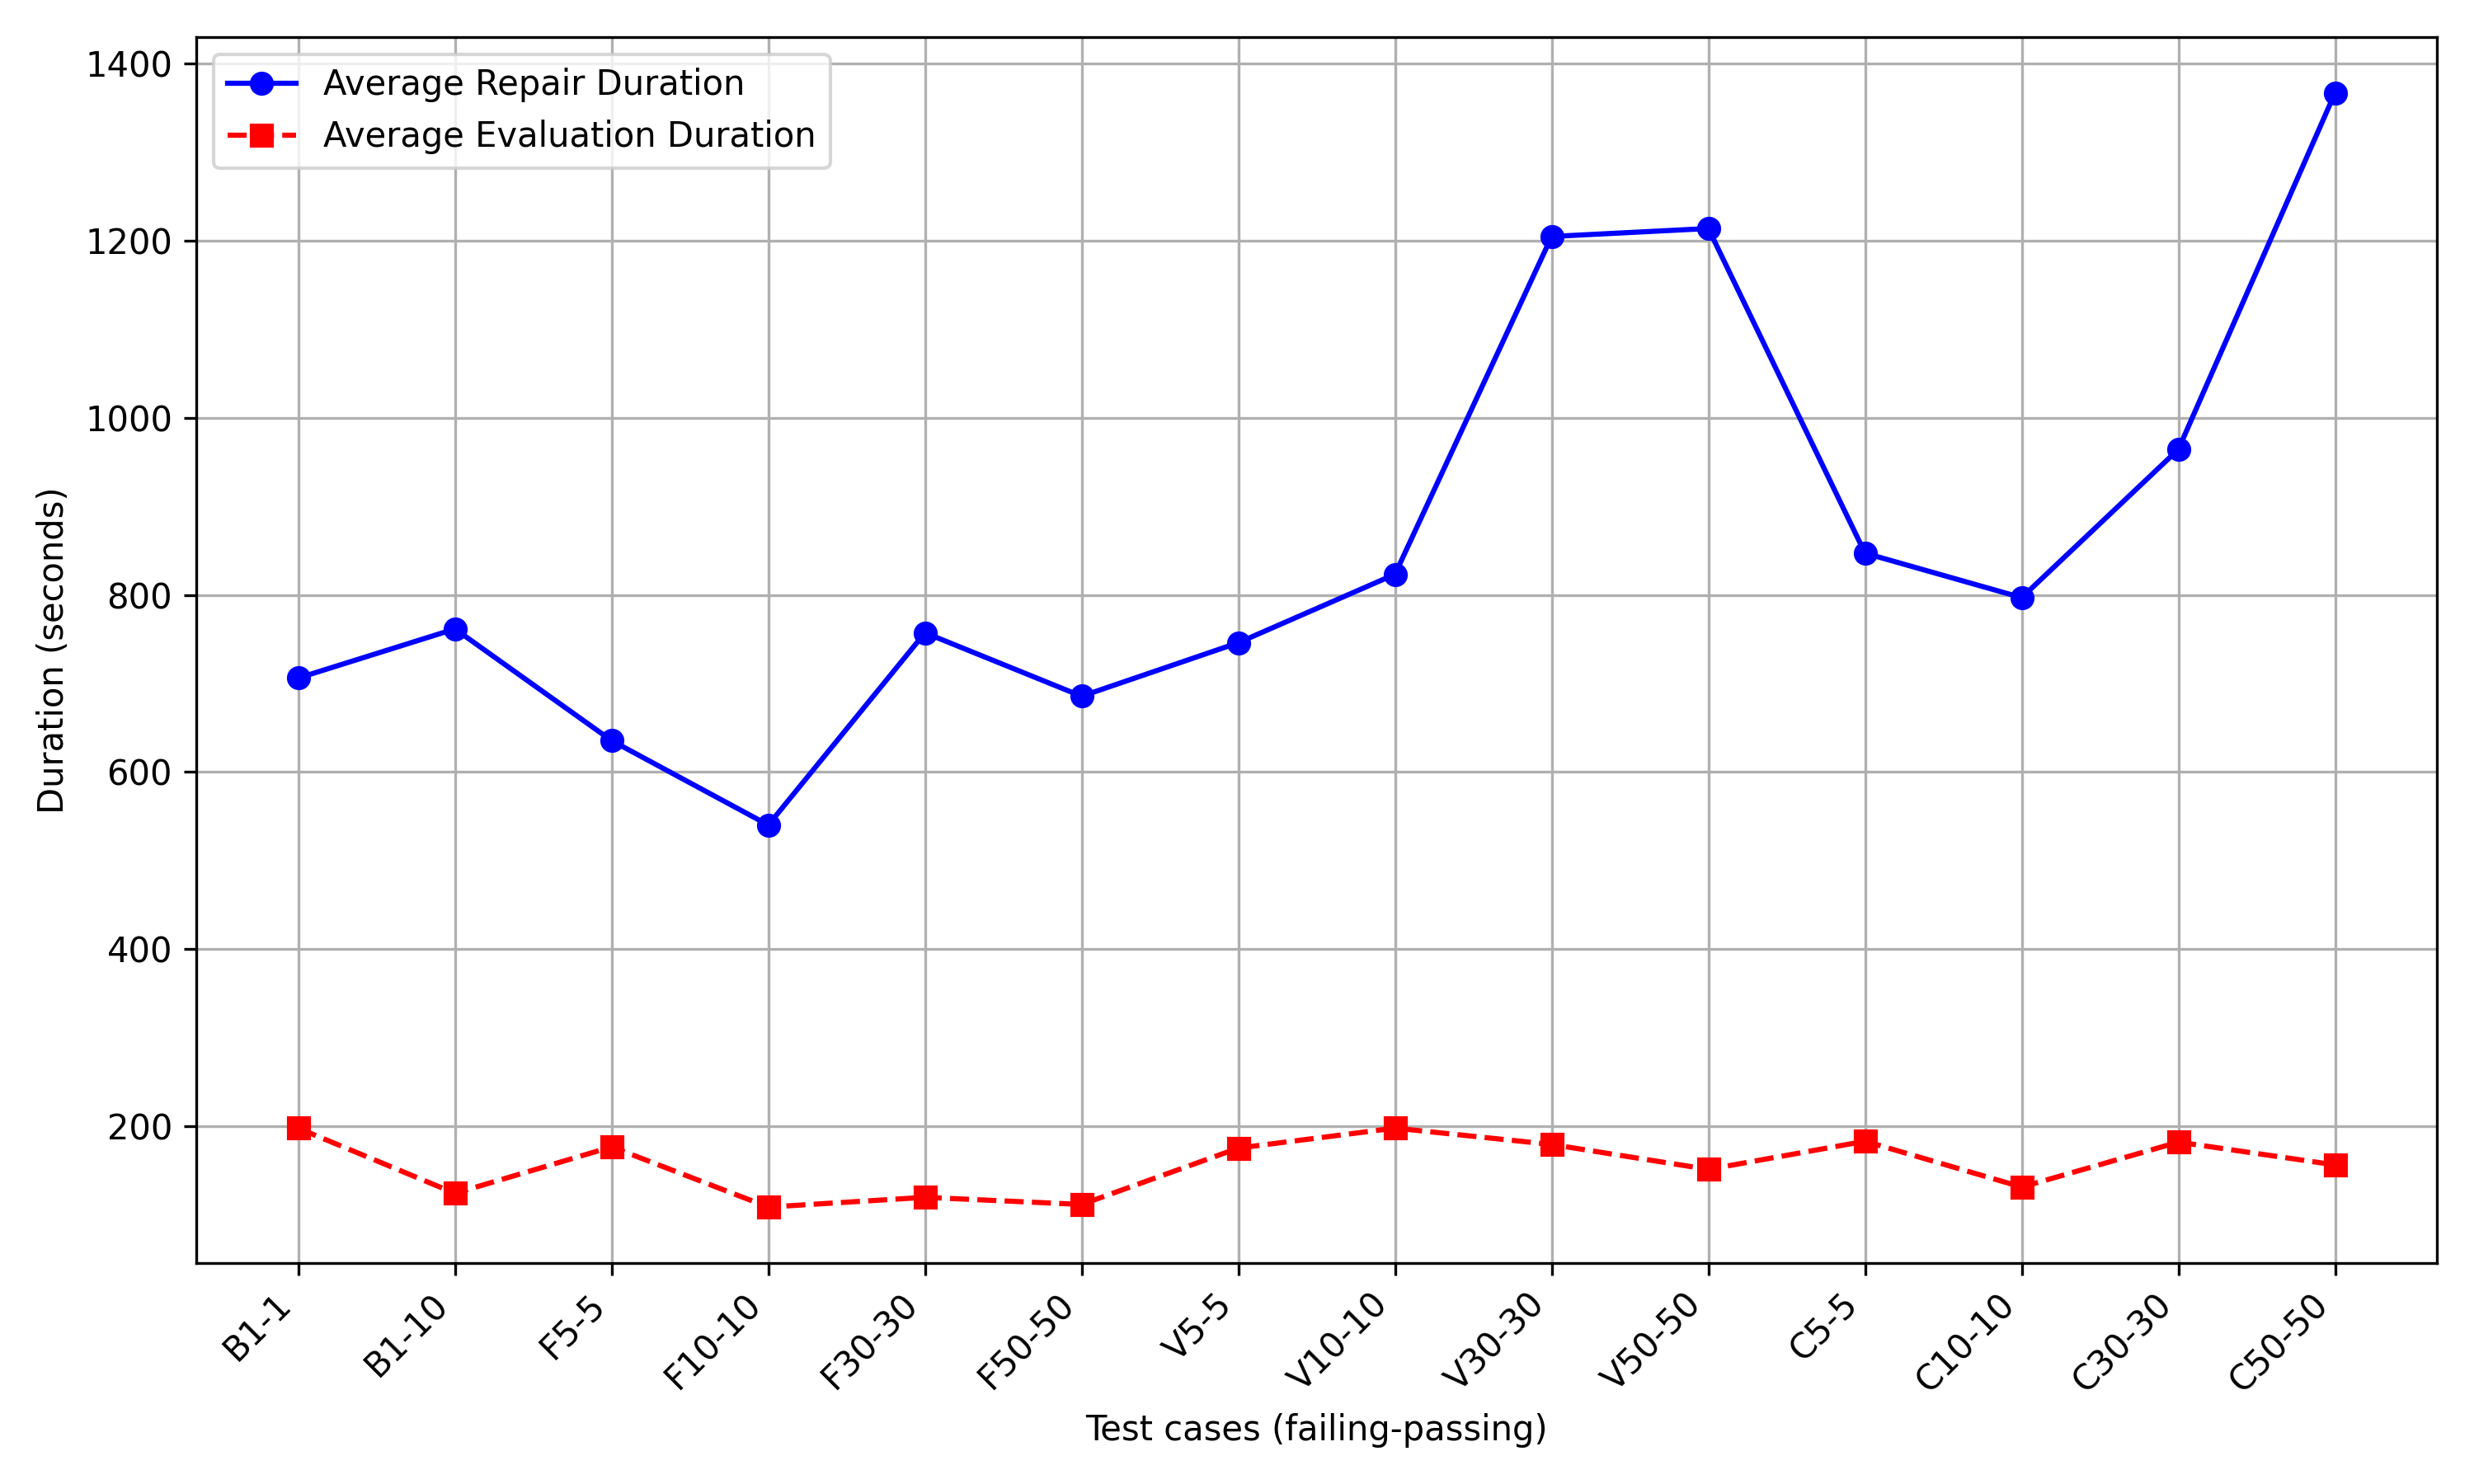 Average Repair Duration
Average Evaluation Duration
1400
1200
1000
800
600
400
200
Duration (seconds)
B1-1
B1-10
F5-5
F10-10
F30-30
F50-50
V5-5
V10-10
V30-30
V50-50
C5-5
C10-10
C30-30
C50-50
Test cases (failing-passing)